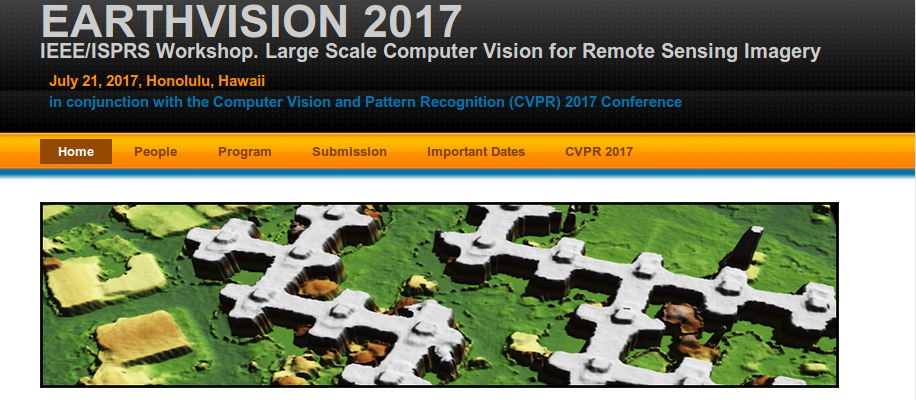 EARTHVISION 2017
IEEE/ISPRS Workshop. Large Scale Computer Vision for Remote Sensing Imagery
July 21, 2017, Honolulu, Hawaii
in conjunction with the Computer Vision and Pattern Recognition (CVPR) 2017 Conference
Home People Program Submission Important Dates CVPR 2017